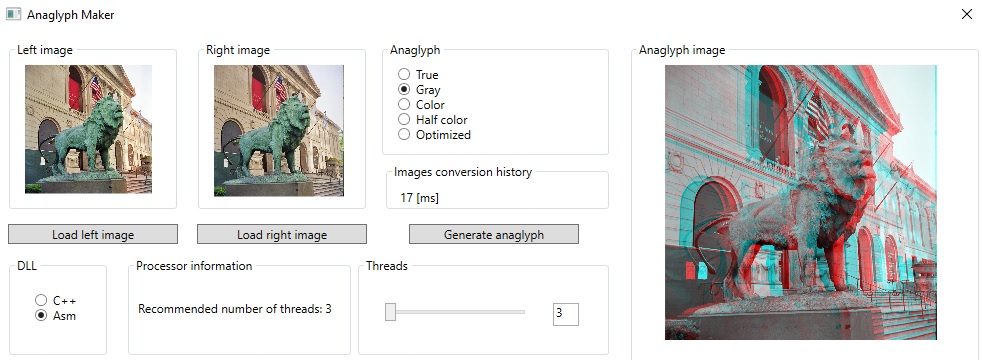 Anaglyph Maker
Left image
Right image
Anaglyph
Anaglyph image
True
Gray
Color
Half color
Optimized
Images conversion history
17 [ms]
Load left image
Load right image
Generate anaglyph
DLL
Processor information
Threads
C++
Asm
Recommended number of threads: 3
3